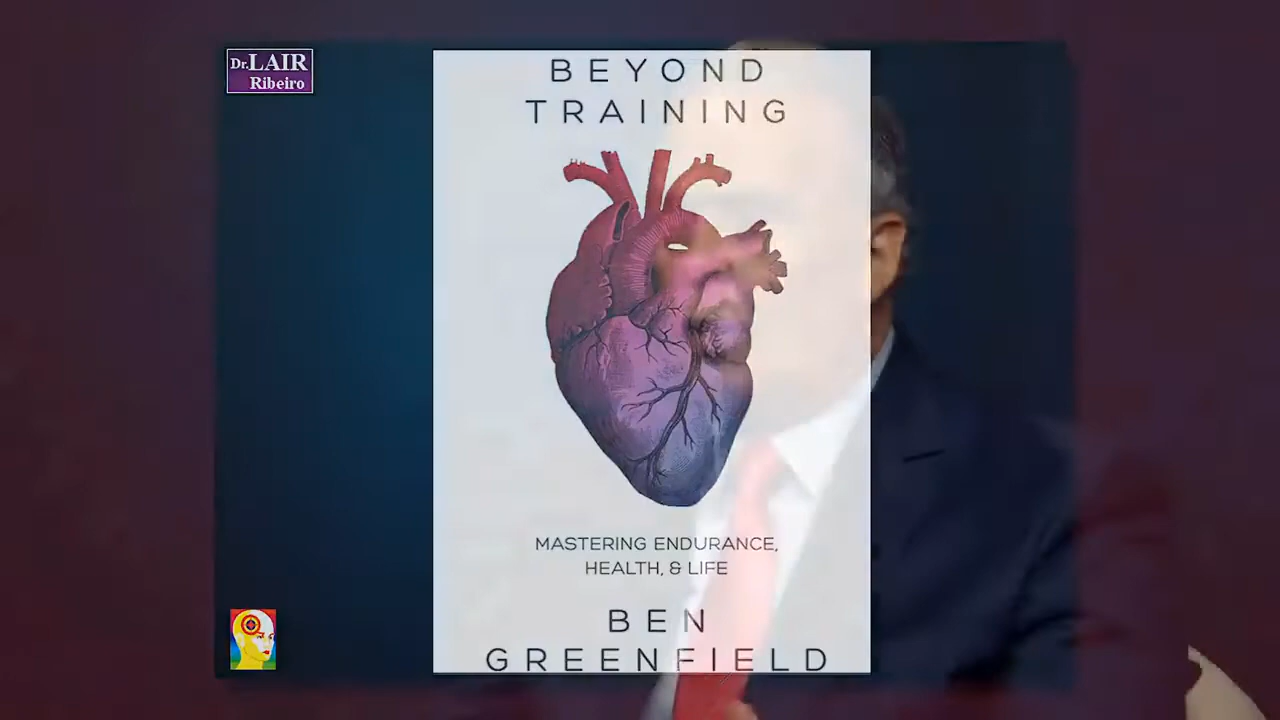 Dr.LAIR
Ribeiro
BEYOND
TRAINING
MASTERING ENDURANCE,
HEALTH, & LIFE
BEN
GREENFIELD